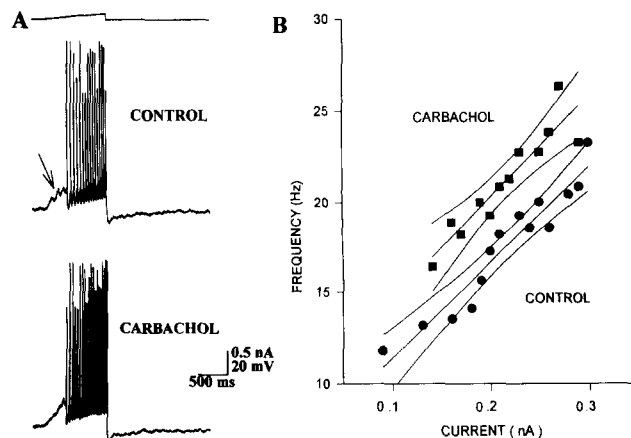 A
CONTROL
CARBACHOL
0.5 nA
20 mV
500 ms
B
30
25
20
15
10
FREQUENCY (Hz)
CARBACHOL
CONTROL
0.1
0.2
0.3
CURRENT ( nA )